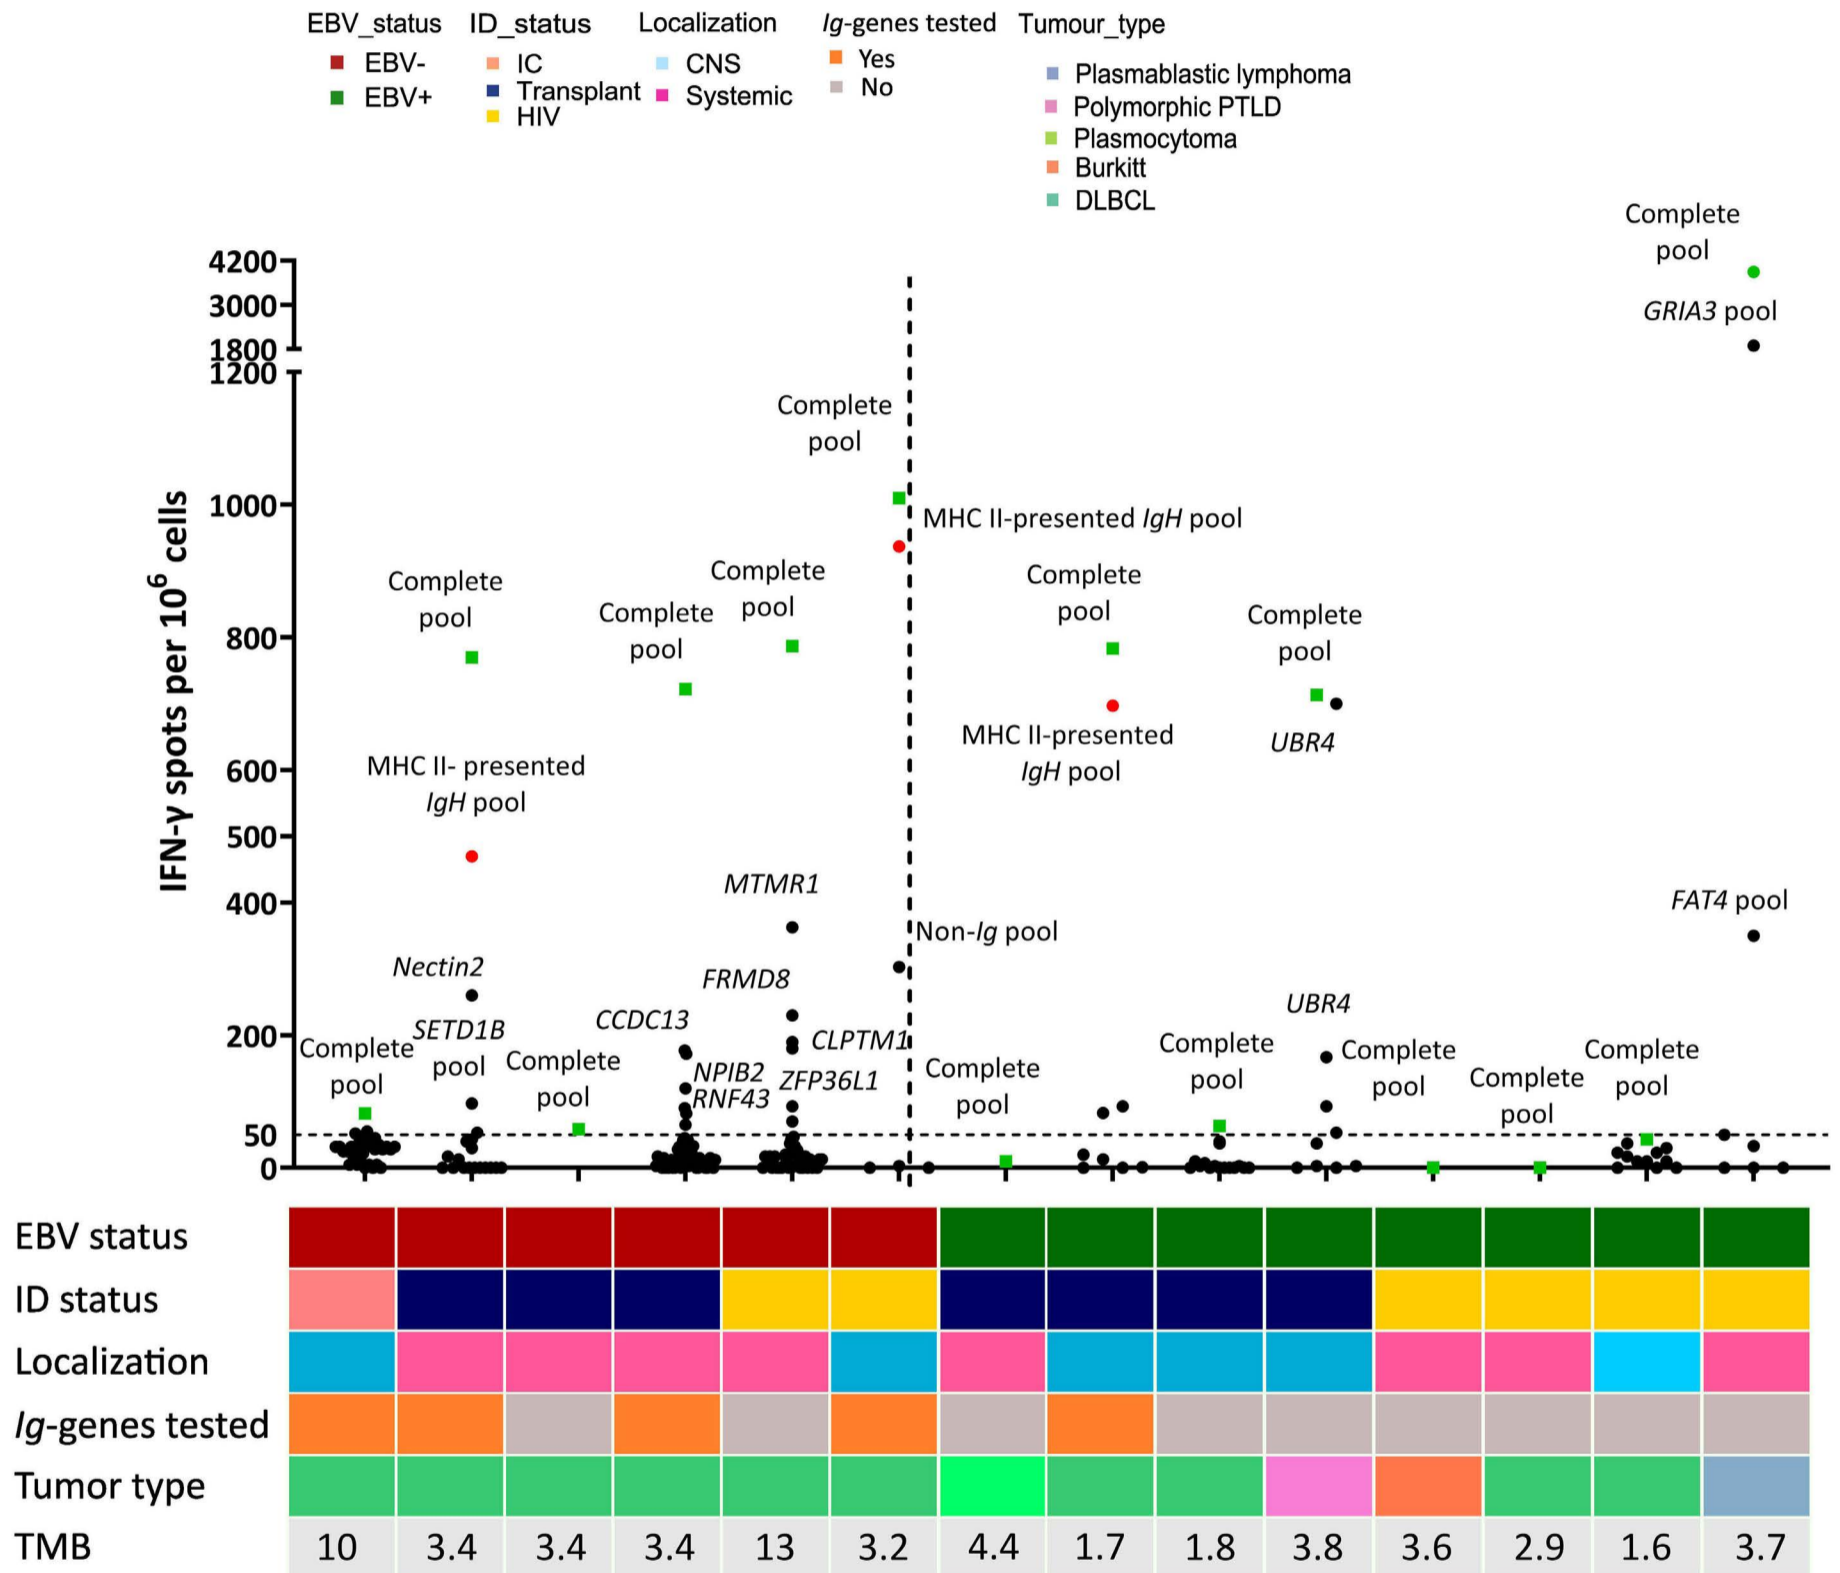 EBV_status
EBV-
EBV+
ID_status
IC
Transplant
HIV
Localization
CNS
Systemic
Ig-genes tested
Yes
No
Tumour_type
Plasmablastic lymphoma
Polymorphic PTLD
Plasmocytoma
Burkitt
DLBCL
IFN-γ spots per 10⁶ cells
4200
3000
1800
1200
1000
800
600
500
400
200
50
0
Complete
pool
Complete
pool
MHC II- presented
IgH pool
Nectin2
SETD1B
pool
Complete
pool
Complete
pool
CCDC13
NPIB2
RNF43
Complete
pool
MTMR1
FRMD8
CLPTM1
ZFP36L1
Complete
pool
MHC II-presented IgH pool
Non-Ig pool
Complete
pool
Complete
pool
MHC II-presented
IgH pool
Complete
pool
Complete
pool
UBR4
UBR4
Complete
pool
Complete
pool
Complete
pool
Complete
pool
GRIA3 pool
FAT4 pool
EBV status
ID status
Localization
Ig-genes tested
Tumor type
TMB 10 3.4 3.4 3.4 13 3.2 4.4 1.7 1.8 3.8 3.6 2.9 1.6 3.7